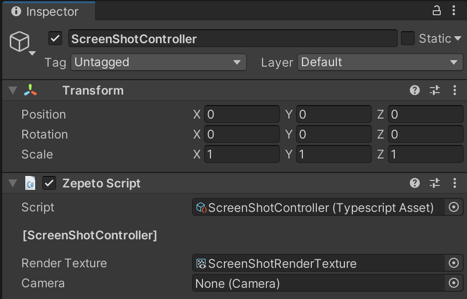 Inspector
ScreenShotController Static
Tag Untagged Layer Default
Transform
Position X 0 Y 0 Z 0
Rotation X 0 Y 0 Z 0
Scale X 1 Y 1 Z 1
Zepeto Script
Script ScreenShotController (Typescript Asset)
[ScreenShotController]
Render Texture ScreenShotRenderTexture
Camera None (Camera)